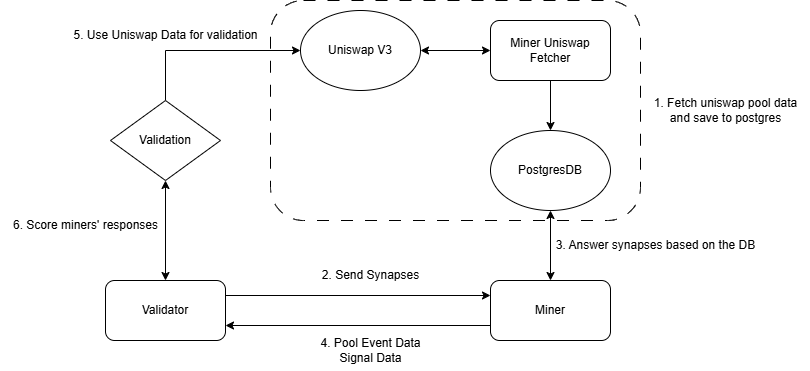 5. Use Uniswap Data for validation
Uniswap V3
Miner Uniswap
Fetcher
1. Fetch uniswap pool data
and save to postgres
Validation
PostgresDB
6. Score miners' responses
3. Answer synapses based on the DB
2. Send Synapses
Validator
Miner
4. Pool Event Data
Signal Data